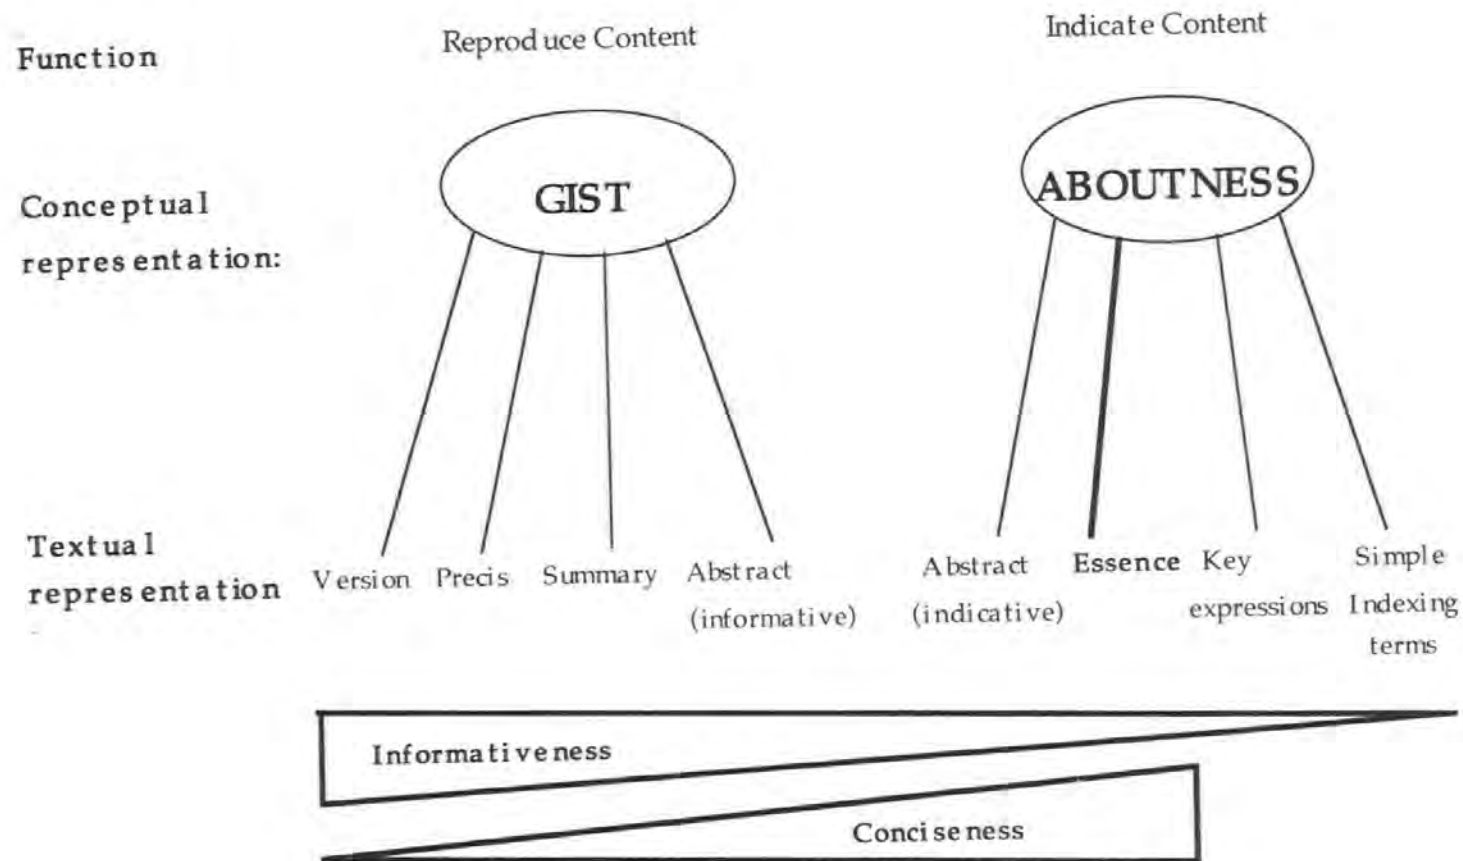 Function
Reproduce Content
Indicate Content
Conceptual
representation:
GIST
ABOUTNESS
Textual
representation
Version
Precis
Summary
Abstract
(informative)
Abstract
(indicative)
Essence
Key
expressions
Simple
Indexing
terms
Informativeness
Conciseness